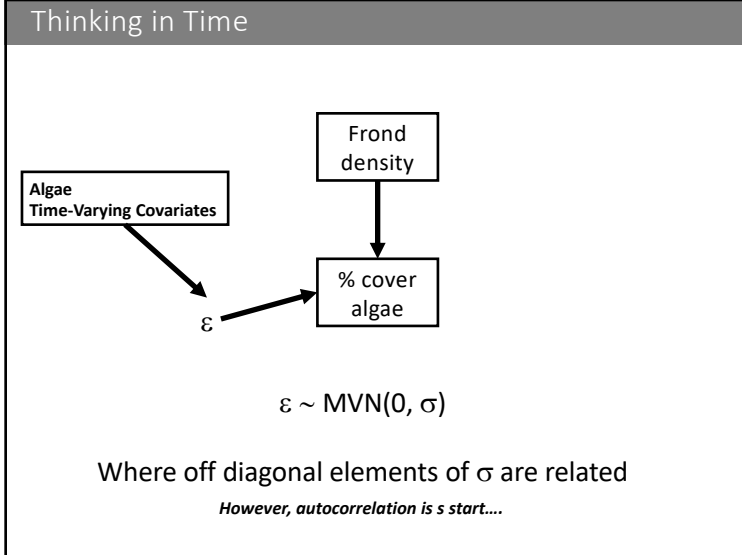 Thinking in Time
Frond
density
Algae
Time-Varying Covariates
% cover
algae
ε
ε ~ MVN(0, σ)
Where off diagonal elements of σ are related
However, autocorrelation is s start....